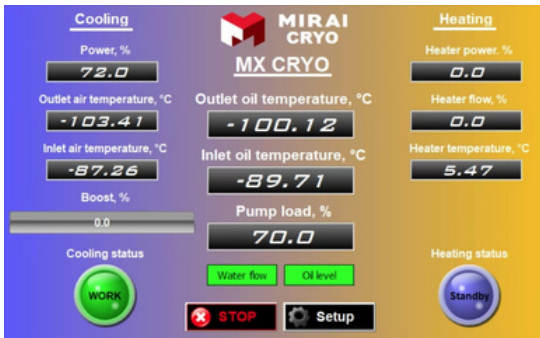 Cooling
Power, %
72.0
Outlet air temperature, °C
-103.41
Inlet air temperature, °C
-87.26
Boost, %
0.0
Cooling status
WORK
MIRAI
CRYO
MX CRYO
Outlet oil temperature, °C
-100.12
Inlet oil temperature, °C
-89.71
Pump load, %
70.0
Water flow
Oil level
STOP
Setup
Heating
Heater power. %
0.0
Heater flow, %
0.0
Heater temperature, °C
5.47
Heating status
Standby